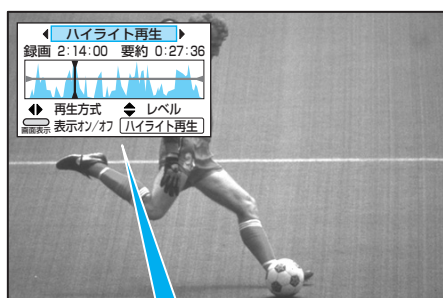 ハイライト再生
録画 2:14:00 要約 0:27:36
再生方式 レベル
画面表示 表示オン/オフ ハイライト再生